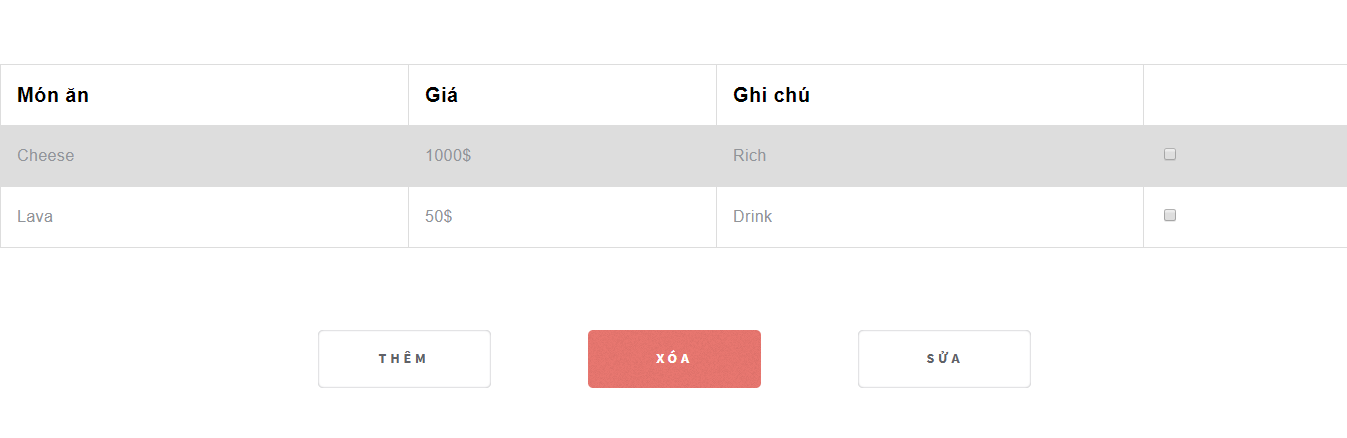 Món ăn Giá Ghi chú
Cheese 1000$ Rich
Lava 50$ Drink
THÊM XÓA SỬA